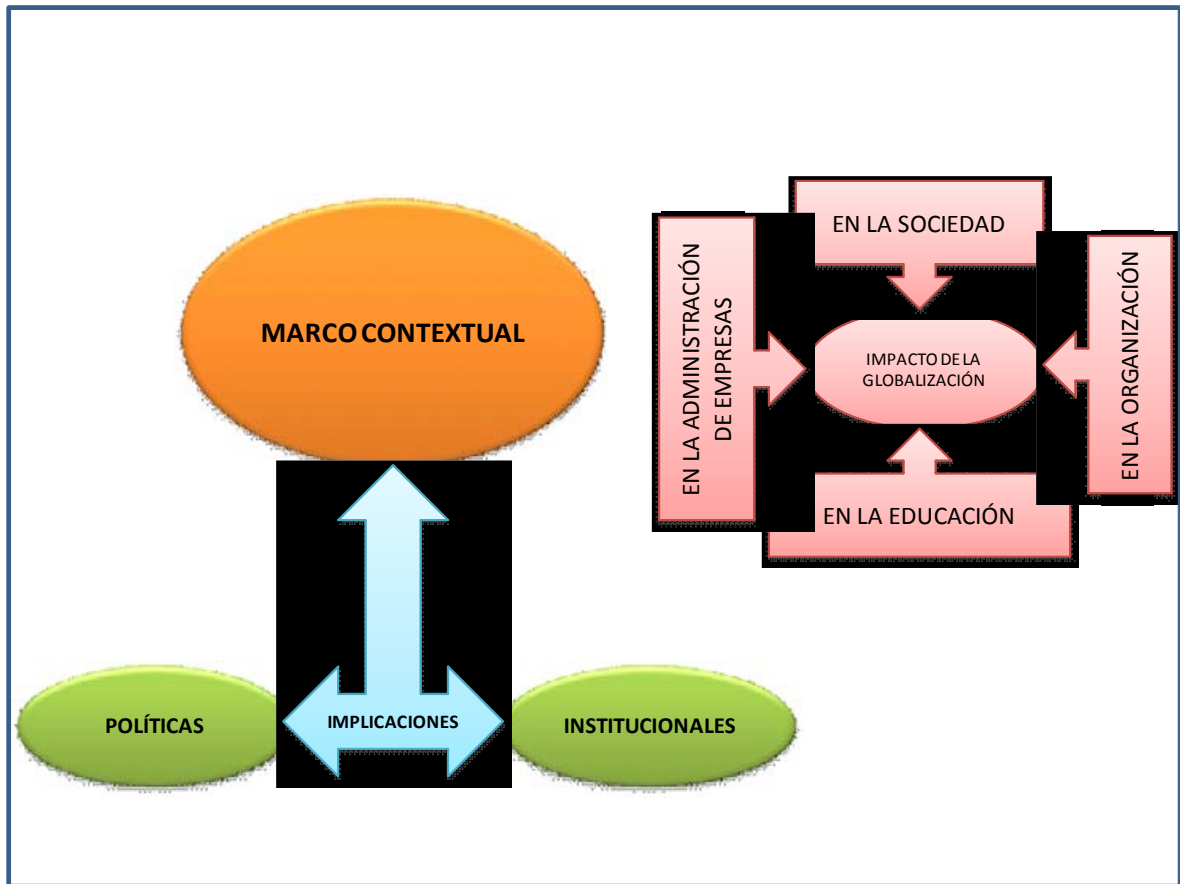 MARCO CONTEXTUAL
IMPLICACIONES
POLÍTICAS
INSTITUCIONALES
EN LA SOCIEDAD
EN LA ADMINISTRACIÓN
DE EMPRESAS
IMPACTO DE LA
GLOBALIZACIÓN
EN LA ORGANIZACIÓN
EN LA EDUCACIÓN